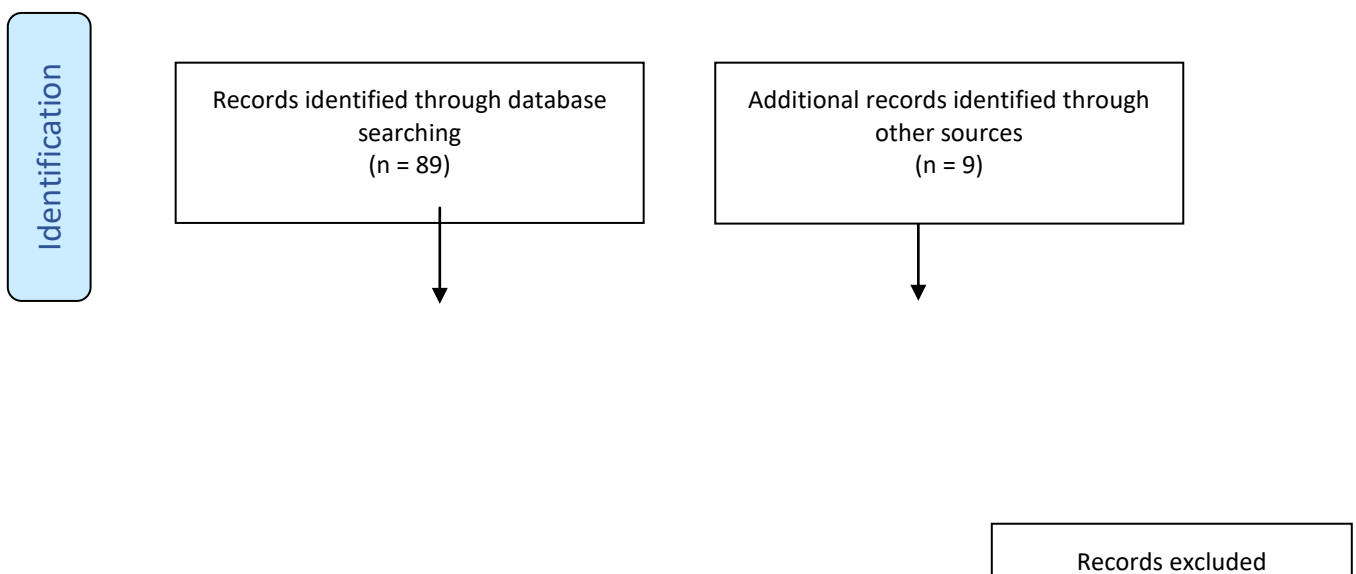 Identification
Records identified through database
searching
(n = 89)
Additional records identified through
other sources
(n = 9)
Records excluded